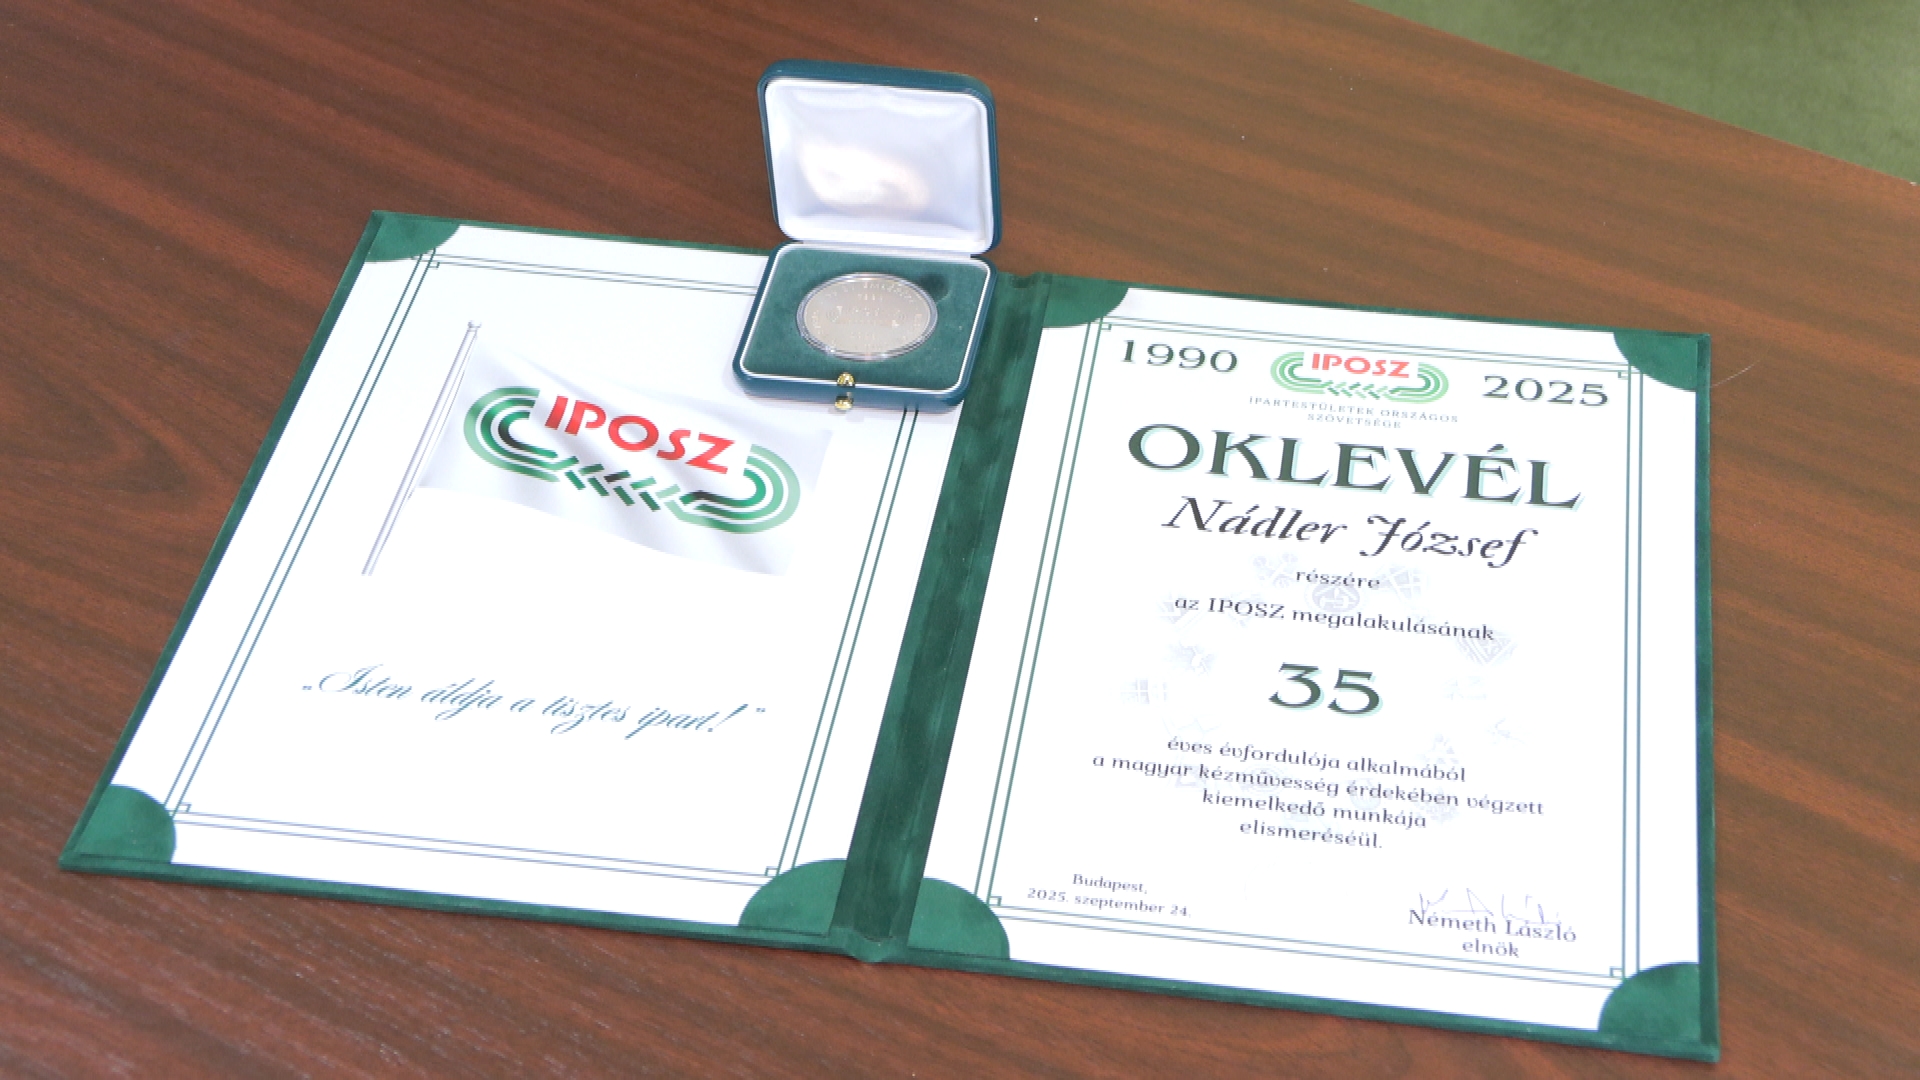 IPOSZ
„Isten áldja a tisztes ipart!"
1990 IPOSZ 2025
IPARTESTÜLETEK ORSZÁGOS
SZÖVETSÉGE
OKLEVÉL
Nádler József
részére
az IPOSZ megalakulásának
35
éves évfordulója alkalmából
a magyar kézművesség érdekében végzett
kiemelkedő munkája
elismeréséül.
Budapest,
2025. szeptember 24.
Németh László
elnök